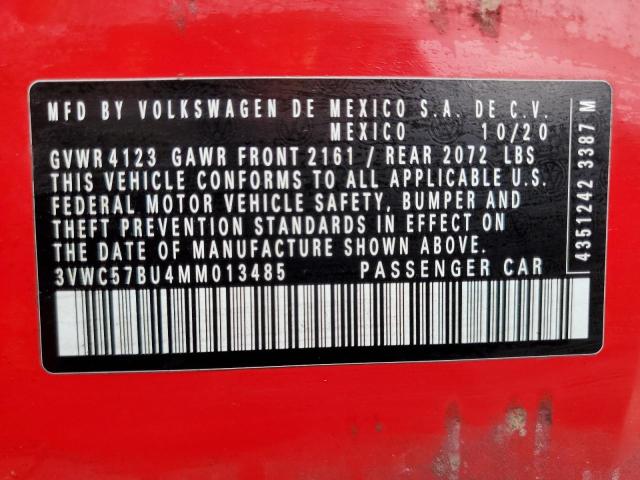 MFD BY VOLKSWAGEN DE MEXICO S.A. DE C.V.
MEXICO 10/20
GVWR 4123 GAWR FRONT 2161 / REAR 2072 LBS
THIS VEHICLE CONFORMS TO ALL APPLICABLE U.S.
FEDERAL MOTOR VEHICLE SAFETY, BUMPER AND
THEFT PREVENTION STANDARDS IN EFFECT ON
THE DATE OF MANUFACTURE SHOWN ABOVE.
3VWC57BU4MM013485 PASSENGER CAR
4351242 3387 M